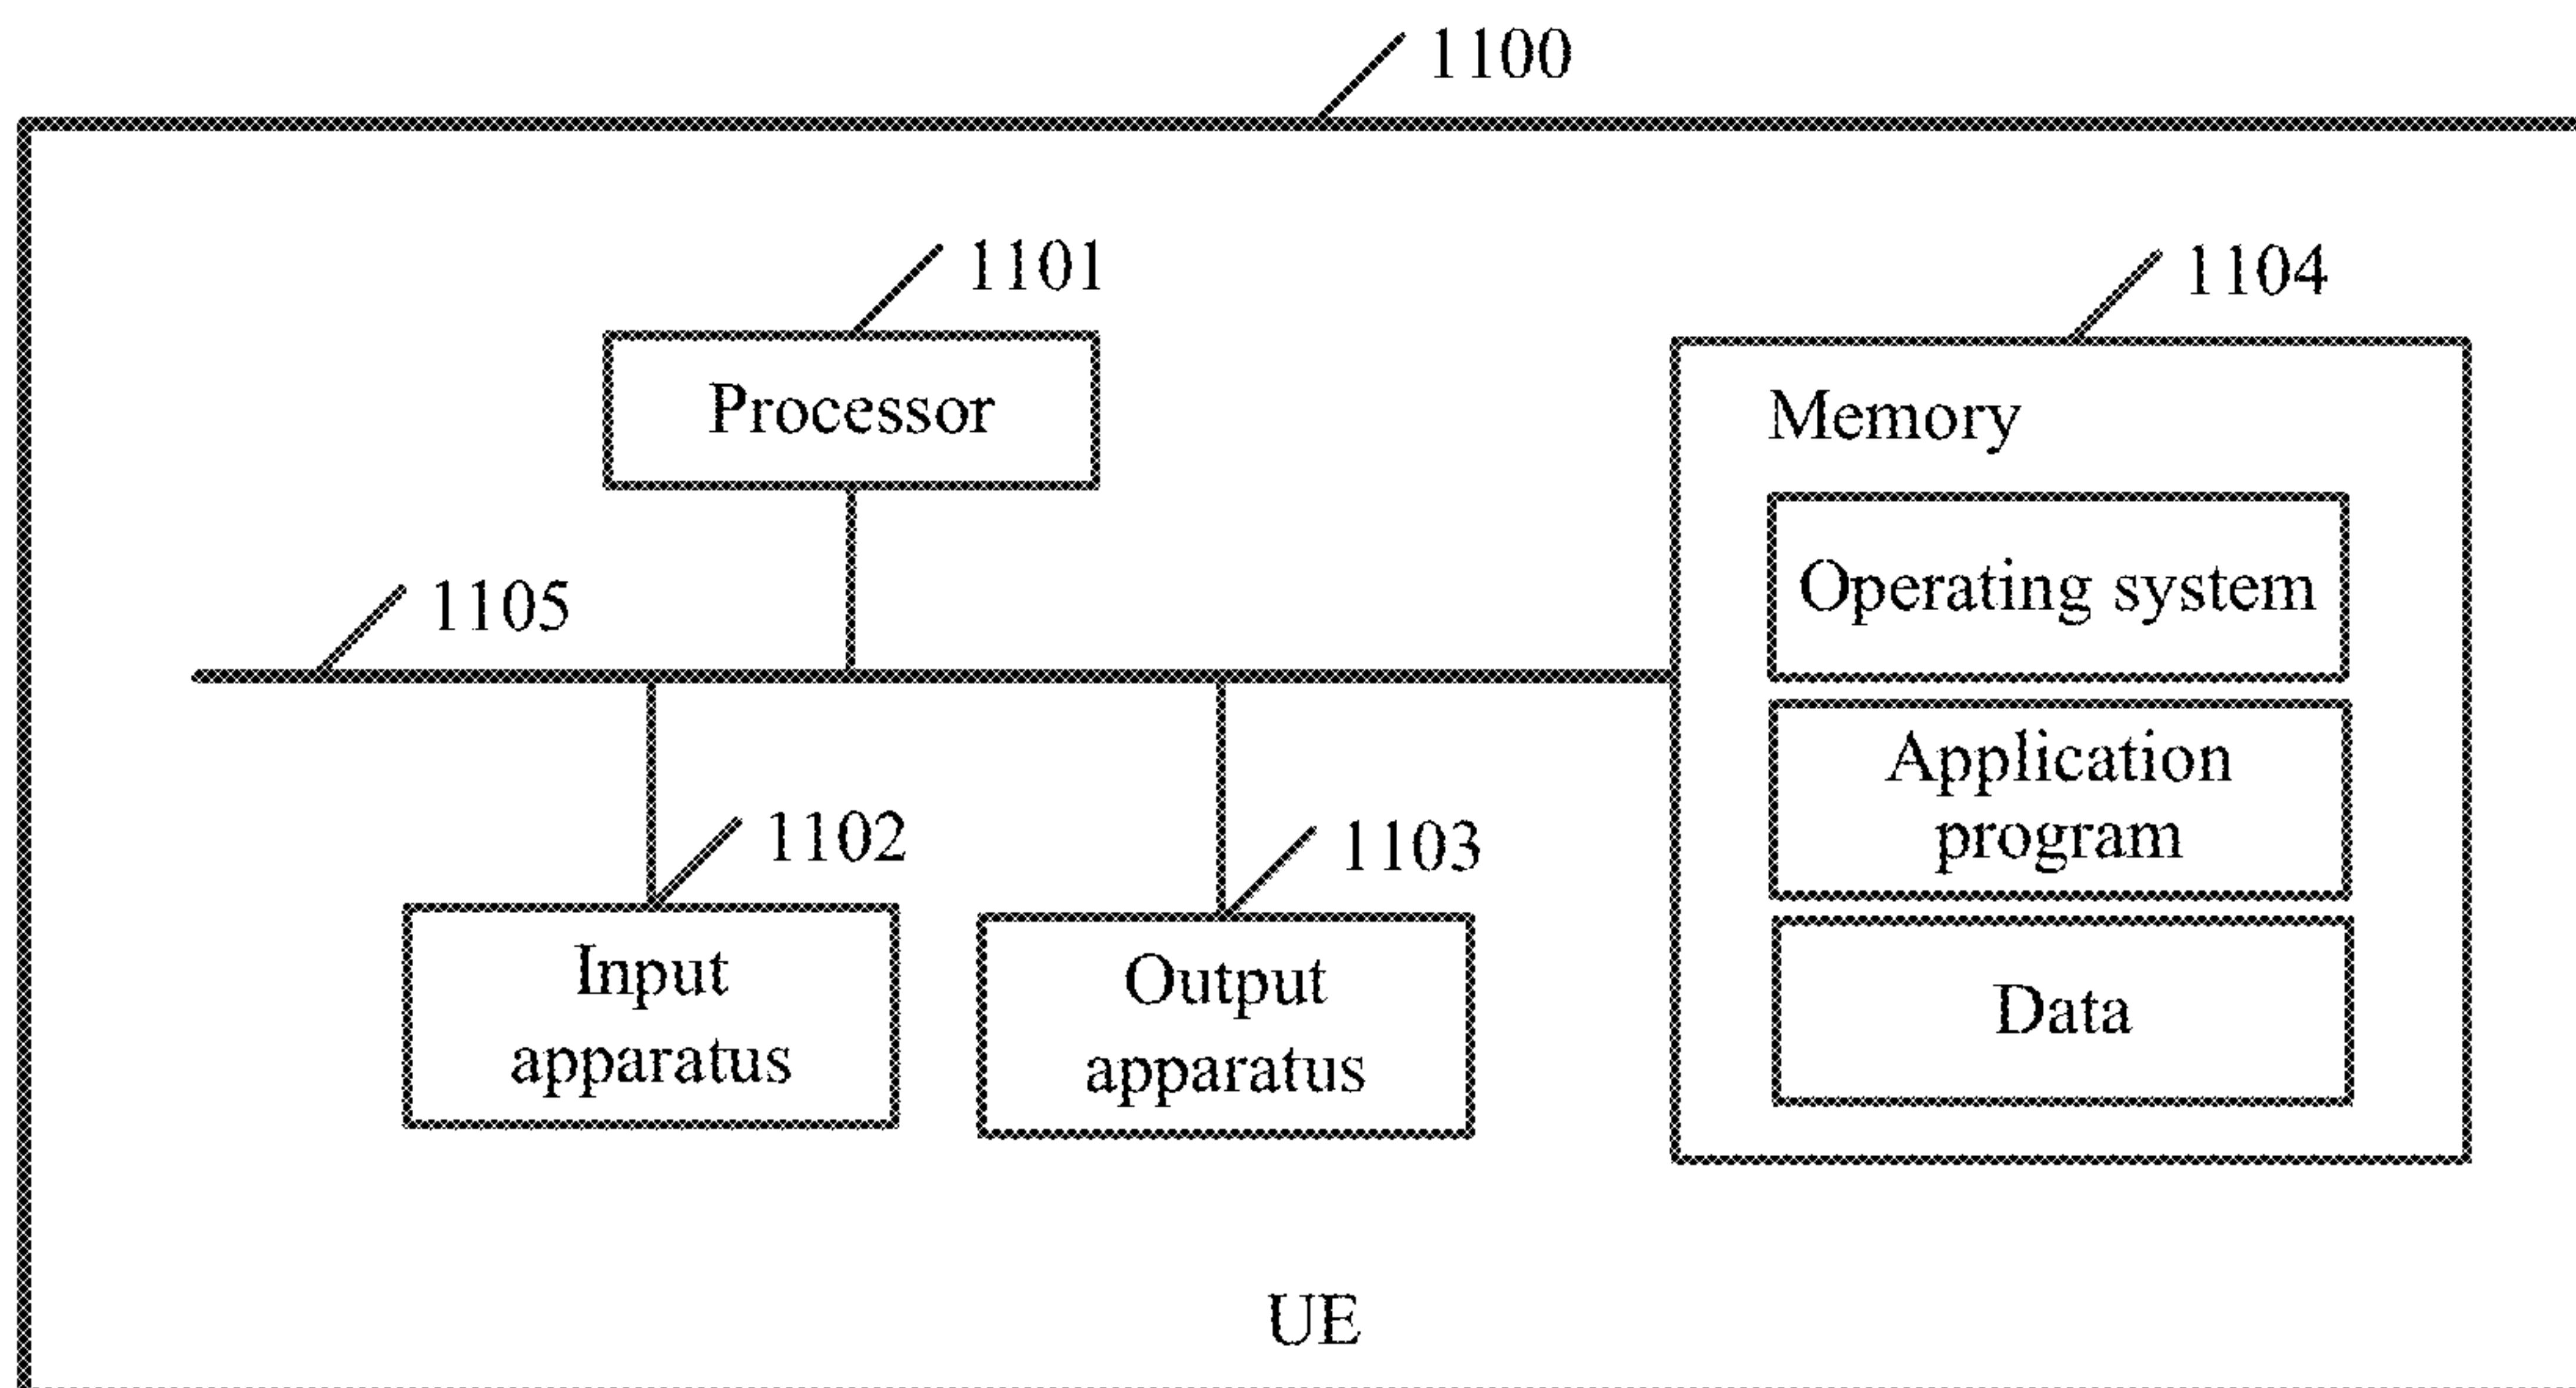 1100
1101
1104
Processor
Memory
Operating system
1105
Application
program
1102
1103
Input
apparatus
Output
apparatus
Data
UE